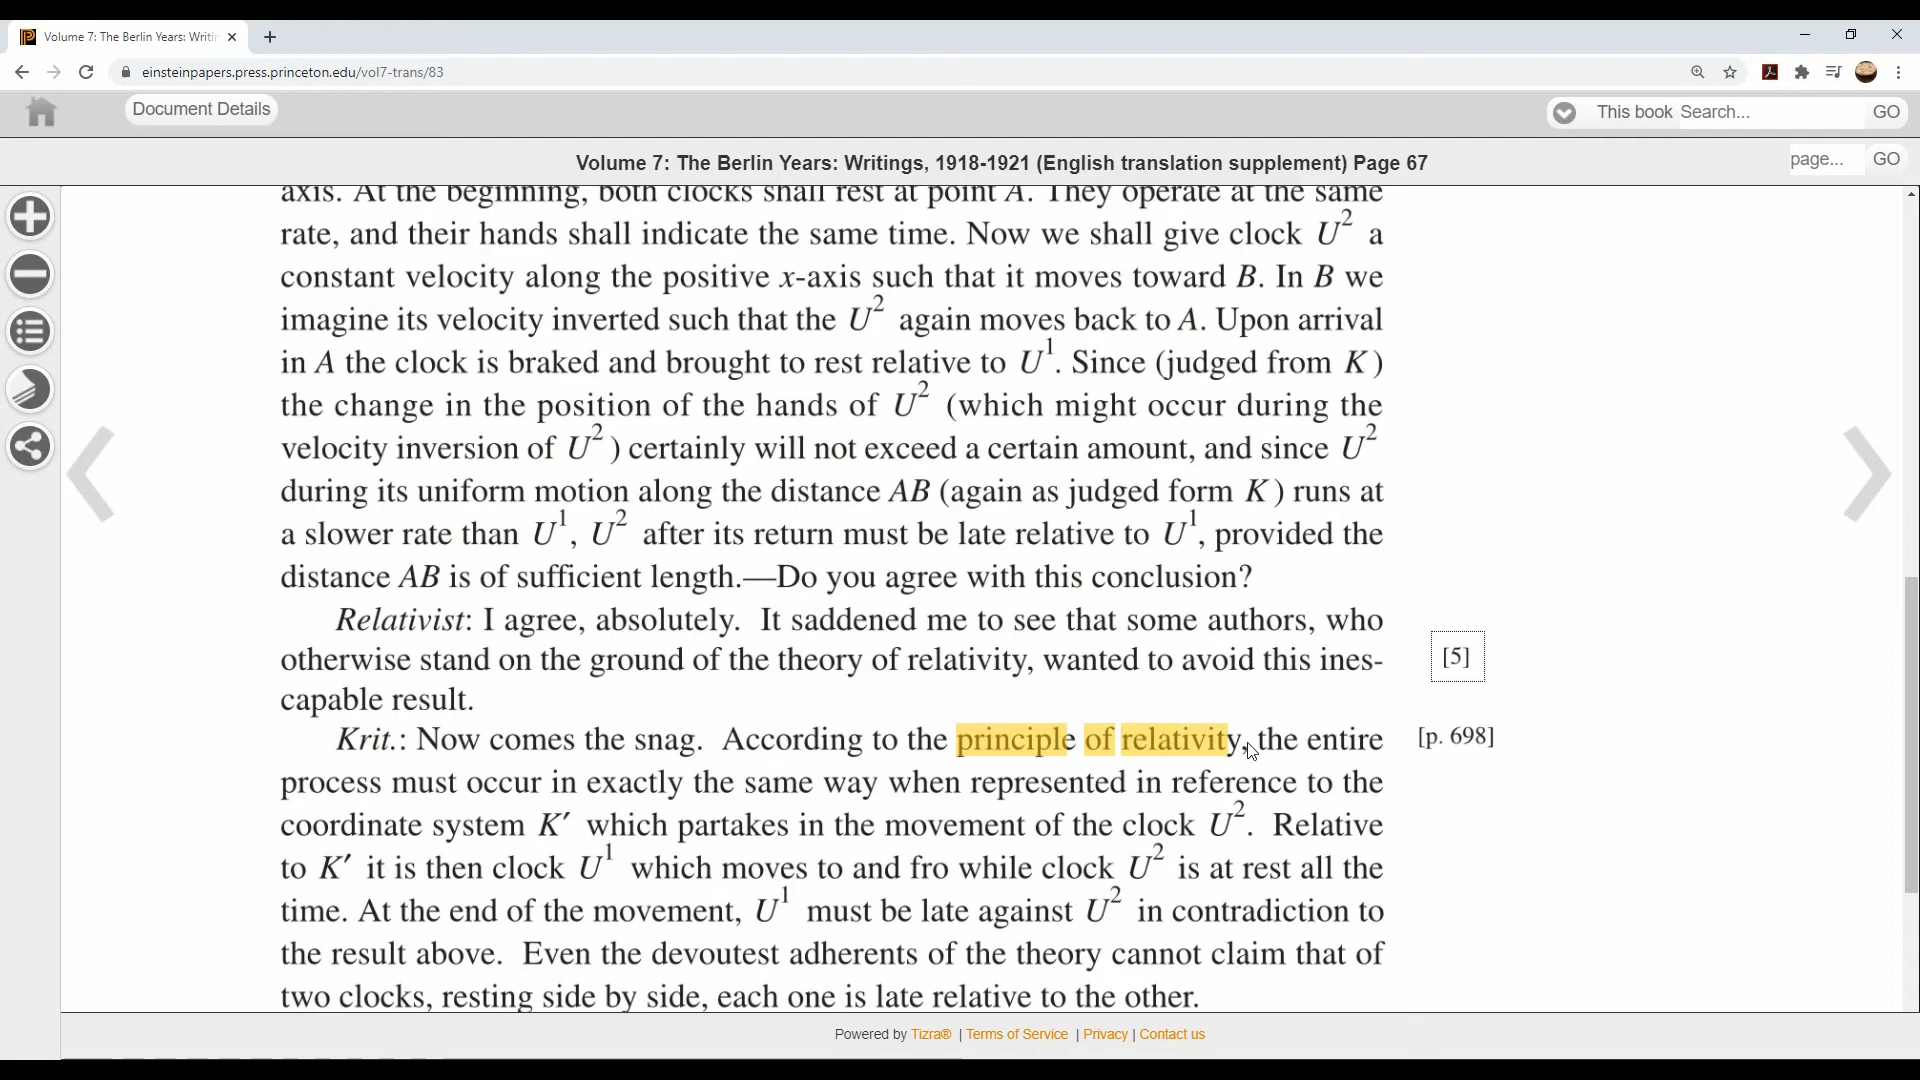 Volume 7: The Berlin Years: Writin
einsteinpapers.press.princeton.edu/vol7-trans/83
Document Details
This book Search... GO
Volume 7: The Berlin Years: Writings, 1918-1921 (English translation supplement) Page 67
page... GO
axis. At the beginning, both clocks shall rest at point A. They operate at the same
rate, and their hands shall indicate the same time. Now we shall give clock U² a
constant velocity along the positive x-axis such that it moves toward B. In B we
imagine its velocity inverted such that the U² again moves back to A. Upon arrival
in A the clock is braked and brought to rest relative to U¹. Since (judged from K)
the change in the position of the hands of U² (which might occur during the
velocity inversion of U²) certainly will not exceed a certain amount, and since U²
during its uniform motion along the distance AB (again as judged form K) runs at
a slower rate than U¹, U² after its return must be late relative to U¹, provided the
distance AB is of sufficient length.—Do you agree with this conclusion?
Relativist: I agree, absolutely. It saddened me to see that some authors, who
otherwise stand on the ground of the theory of relativity, wanted to avoid this ines-
[5]
capable result.
Krit.: Now comes the snag. According to the principle of relativity, the entire
[p. 698]
process must occur in exactly the same way when represented in reference to the
coordinate system K′ which partakes in the movement of the clock U². Relative
to K′ it is then clock U¹ which moves to and fro while clock U² is at rest all the
time. At the end of the movement, U¹ must be late against U² in contradiction to
the result above. Even the devoutest adherents of the theory cannot claim that of
two clocks, resting side by side, each one is late relative to the other.
Powered by Tizra® | Terms of Service | Privacy | Contact us